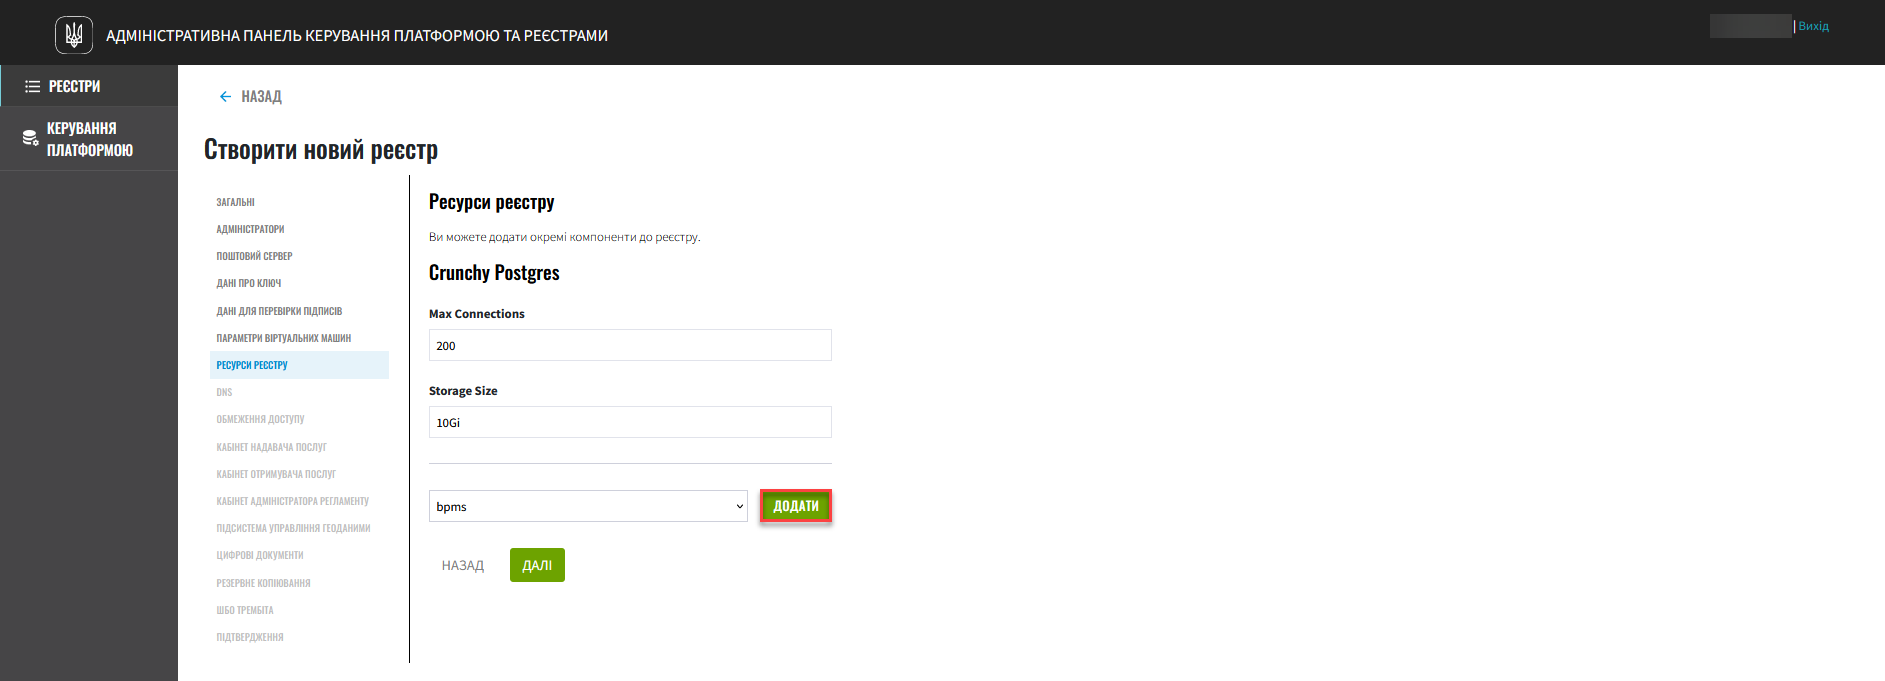 АДМІНІСТРАТИВНА ПАНЕЛЬ КЕРУВАННЯ ПЛАТФОРМОЮ ТА РЕЄСТРАМИ
| Вихід
РЕЄСТРИ
КЕРУВАННЯ
ПЛАТФОРМОЮ
НАЗАД
Створити новий реєстр
ЗАГАЛЬНІ
АДМІНІСТРАТОРИ
ПОШТОВИЙ СЕРВЕР
ДАНІ ПРО КЛЮЧ
ДАНІ ДЛЯ ПЕРЕВІРКИ ПІДПИСІВ
ПАРАМЕТРИ ВІРТУАЛЬНИХ МАШИН
РЕСУРСИ РЕЄСТРУ
DNS
ОБМЕЖЕННЯ ДОСТУПУ
КАБІНЕТ НАДАВАЧА ПОСЛУГ
КАБІНЕТ ОТРИМУВАЧА ПОСЛУГ
КАБІНЕТ АДМІНІСТРАТОРА РЕГЛАМЕНТУ
ПІДСИСТЕМА УПРАВЛІННЯ ГЕОДАНИМИ
ЦИФРОВІ ДОКУМЕНТИ
РЕЗЕРВНЕ КОПІЮВАННЯ
ШБО ТРЕМБІТА
ПІДТВЕРДЖЕННЯ
Ресурси реєстру
Ви можете додати окремі компоненти до реєстру.
Crunchy Postgres
Max Connections
200
Storage Size
10Gi
bpms
ДОДАТИ
НАЗАД
ДАЛІ